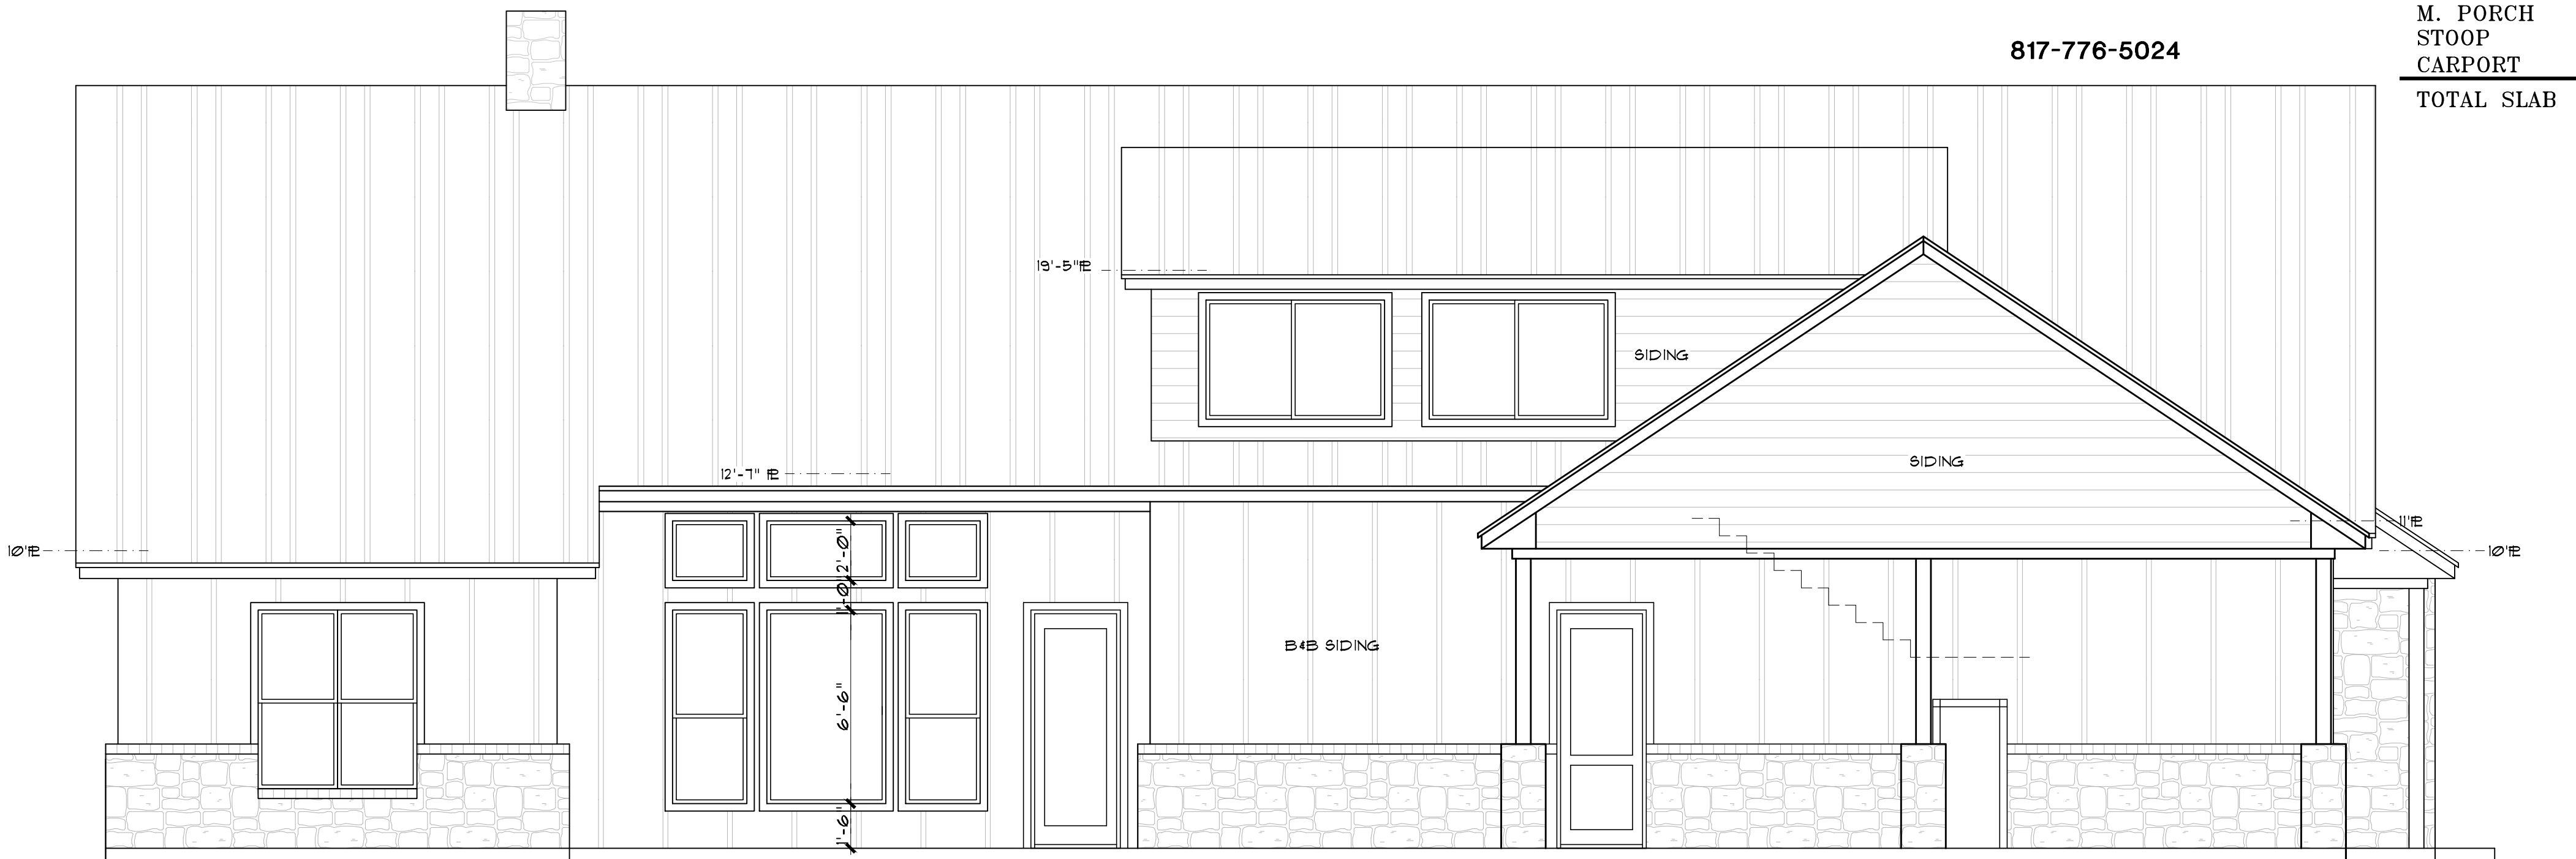 M. PORCH
STOOP
CARPORT
TOTAL SLAB
817-776-5024
19'-5"PL
SIDING
SIDING
12'-7" PL
10'PL
11'PL
10'PL
2'-0"
1'-0"
6'-6"
1'-6"
B&B SIDING